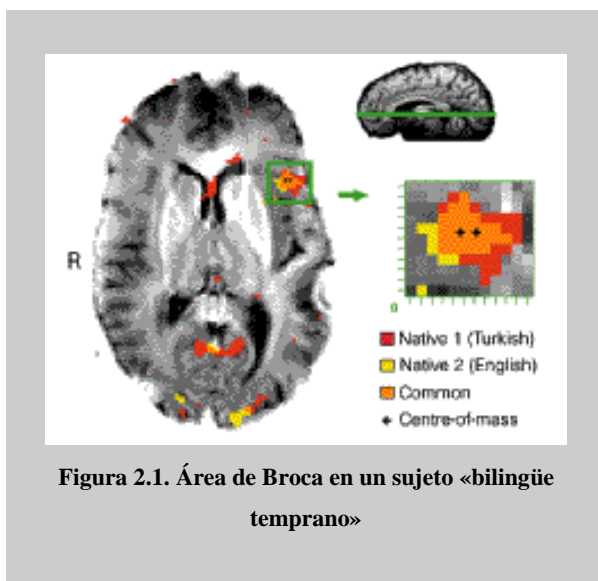 R
0
Native 1 (Turkish)
Native 2 (English)
Common
Centre-of-mass
Figura 2.1. Área de Broca en un sujeto «bilingüe
temprano»